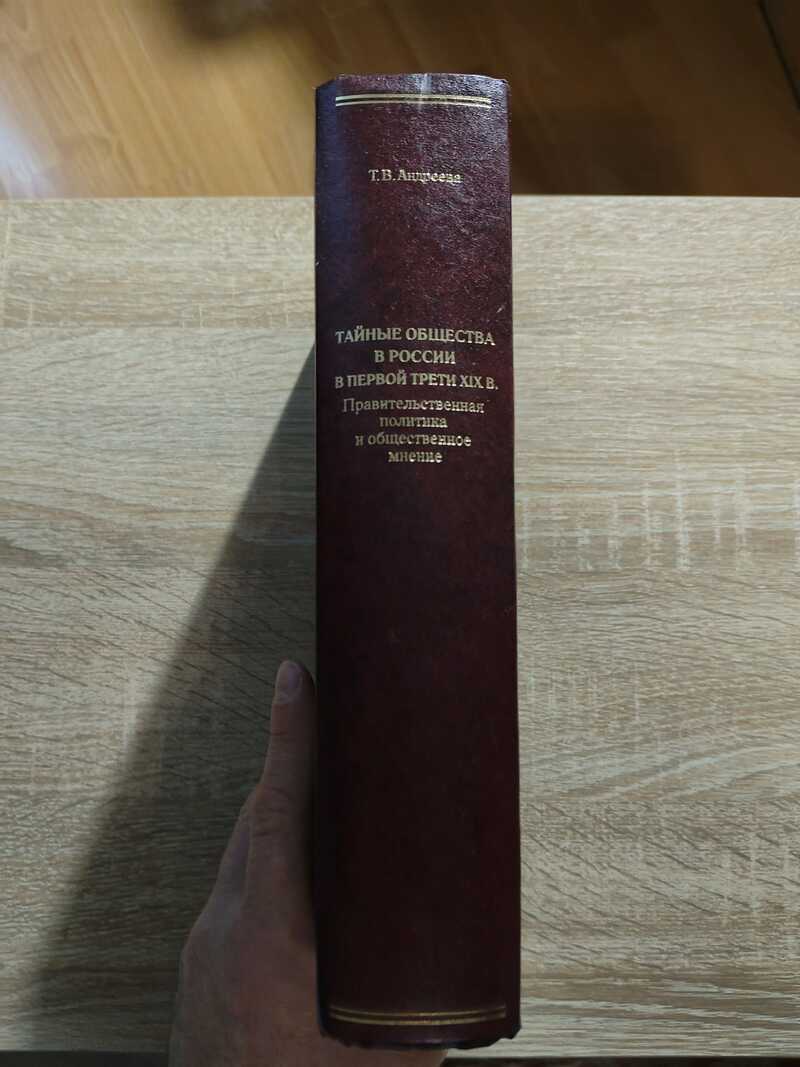 Т.В.Андреева
ТАЙНЫЕ ОБЩЕСТВА
В РОССИИ
В ПЕРВОЙ ТРЕТИ XIX В.
Правительственная
политика
и общественное
мнение